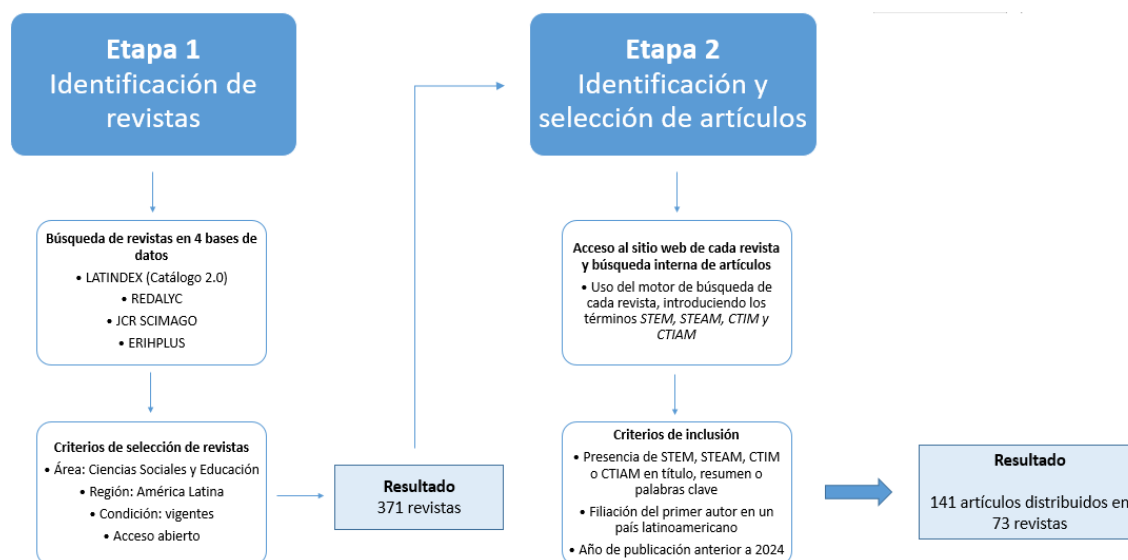 Etapa 1
Identificación de
revistas
Búsqueda de revistas en 4 bases de
datos
• LATINDEX (Catálogo 2.0)
• REDALYC
• JCR SCIMAGO
• ERIHPLUS
Criterios de selección de revistas
• Área: Ciencias Sociales y Educación
• Región: América Latina
• Condición: vigentes
• Acceso abierto
Resultado
371 revistas
Etapa 2
Identificación y
selección de artículos
Acceso al sitio web de cada revista
y búsqueda interna de artículos
• Uso del motor de búsqueda de
cada revista, introduciendo los
términos STEM, STEAM, CTIM y
CTIAM
Criterios de inclusión
• Presencia de STEM, STEAM, CTIM
o CTIAM en título, resumen o
palabras clave
• Filiación del primer autor en un
país latinoamericano
• Año de publicación anterior a 2024
Resultado
141 artículos distribuidos en
73 revistas